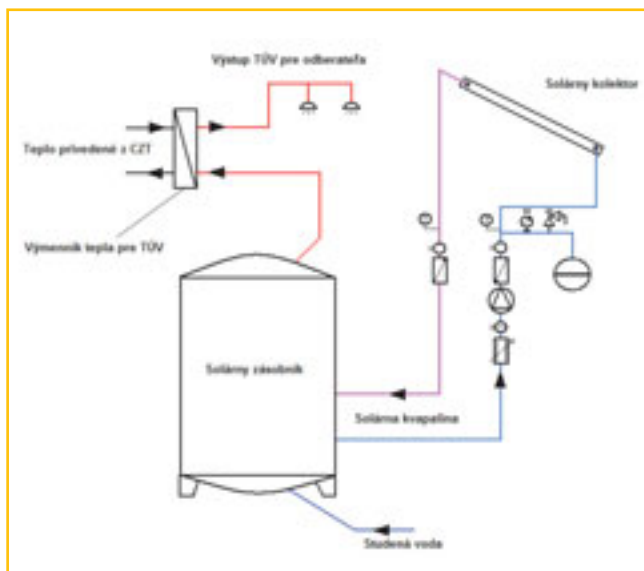 Výstup TÚV pre odberateľa
Solárny kolektor
Teplo privedené z CZT
Výmenník tepla pre TÚV
Solárny zásobník
Solárna kvapalina
Studená voda